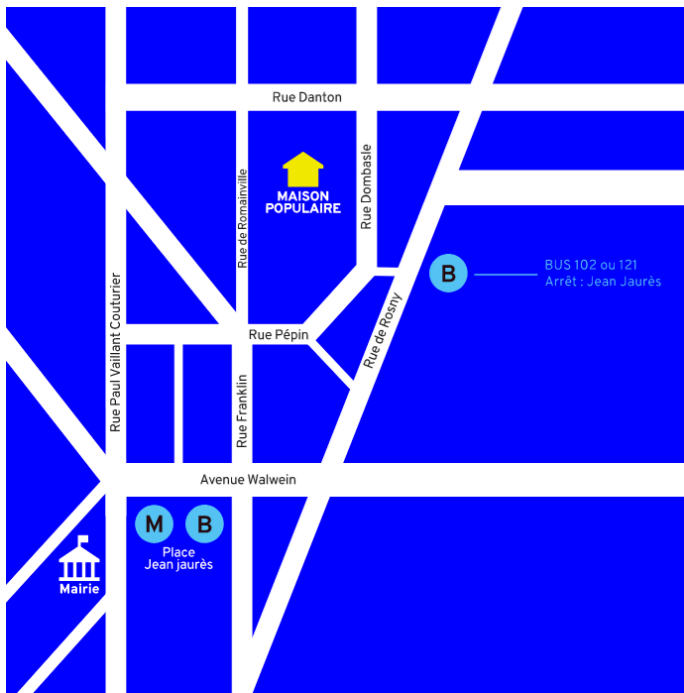 Rue Danton
Rue de Romainville
Rue Dombasle
MAISON
POPULAIRE
B
BUS 102 ou 121
Arrêt : Jean Jaurès
Rue Paul Vaillant Couturier
Rue Pépin
Rue de Rosny
Rue Franklin
Avenue Walwein
M
B
Place
Jean jaurès
Mairie